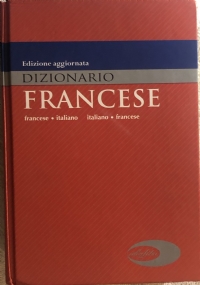 Edizione aggiornata
DIZIONARIO
FRANCESE
francese • italiano italiano • francese